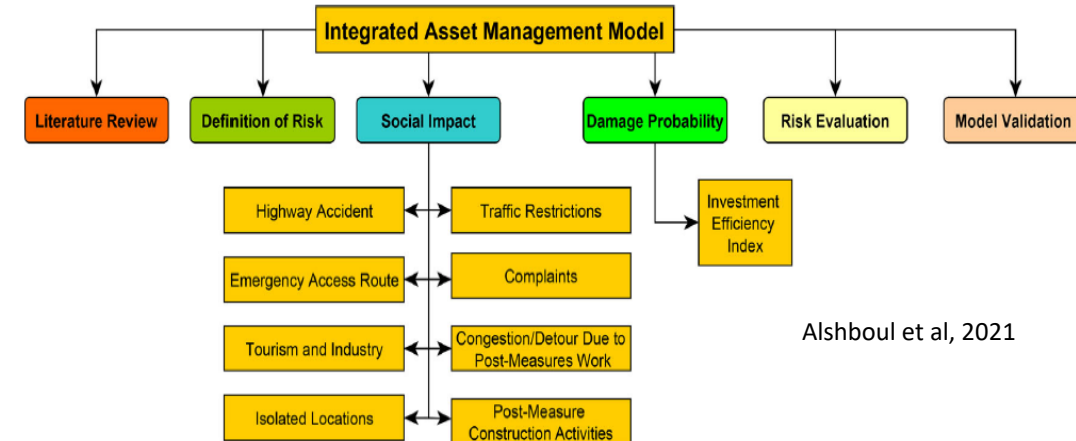 Integrated Asset Management Model
Literature Review
Definition of Risk
Social Impact
Damage Probability
Risk Evaluation
Model Validation
Highway Accident
Traffic Restrictions
Investment
Efficiency
Index
Emergency Access Route
Complaints
Tourism and Industry
Congestion/Detour Due to
Post-Measures Work
Alshboul et al, 2021
Isolated Locations
Post-Measure
Construction Activities